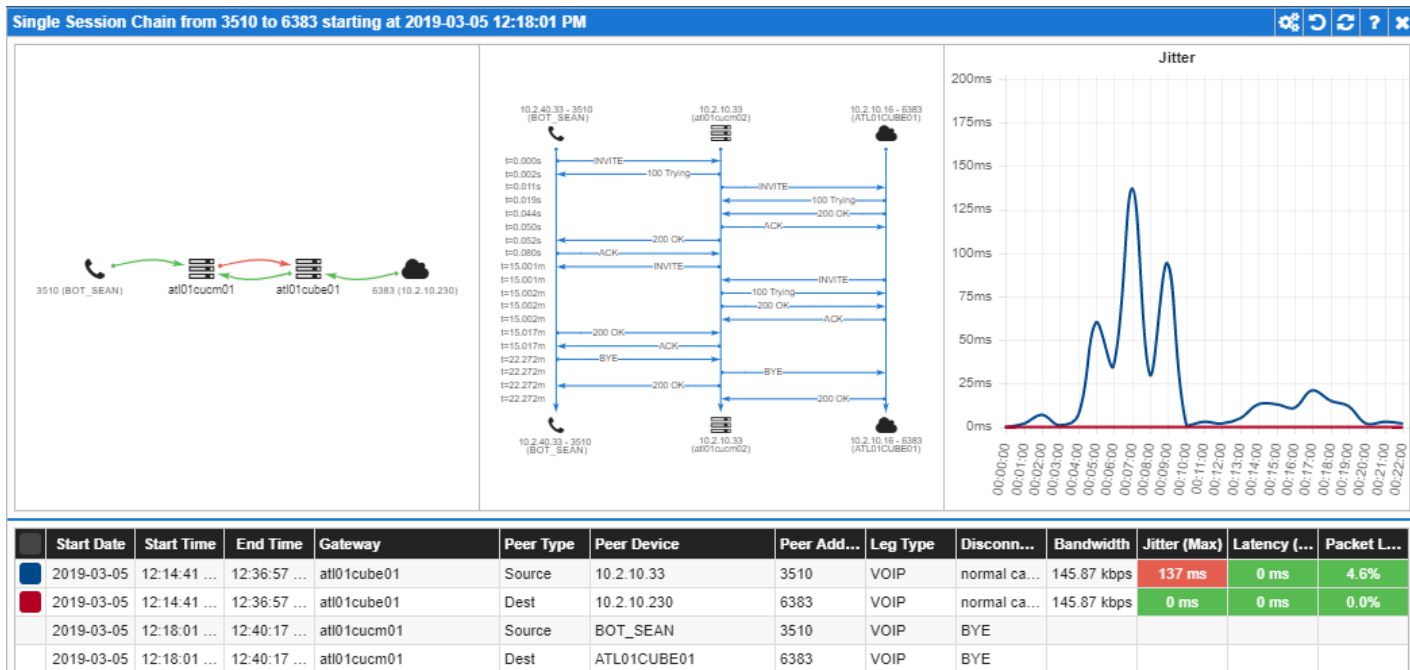 Single Session Chain from 3510 to 6383 starting at 2019-03-05 12:18:01 PM
?
3510 (BOT_SEAN)
atl01cucm01
atl01cube01
6383 (10.2.10.230)
10.2.40.33 - 3510
(BOT_SEAN)
10.2.10.33
(atl01cucm02)
10.2.10.16 - 6383
(ATL01CUBE01)
t=0.000s INVITE
t=0.002s 100 Trying
t=0.011s INVITE
t=0.019s 100 Trying
t=0.044s 200 OK
t=0.050s ACK
t=0.052s 200 OK
t=0.080s ACK
t=15.001m INVITE
t=15.001m INVITE
t=15.002m 100 Trying
t=15.002m 200 OK
t=15.002m ACK
t=15.017m 200 OK
t=15.017m ACK
t=22.272m BYE
t=22.272m BYE
t=22.272m 200 OK
t=22.272m 200 OK
10.2.40.33 - 3510
(BOT_SEAN)
10.2.10.33
(atl01cucm02)
10.2.10.16 - 6383
(ATL01CUBE01)
Jitter
200ms
175ms
150ms
125ms
100ms
75ms
50ms
25ms
0ms
00:00:00
00:01:00
00:02:00
00:03:00
00:04:00
00:05:00
00:06:00
00:07:00
00:08:00
00:09:00
00:10:00
00:11:00
00:12:00
00:13:00
00:14:00
00:15:00
00:16:00
00:17:00
00:18:00
00:19:00
00:20:00
00:21:00
00:22:00
Start Date Start Time End Time Gateway Peer Type Peer Device Peer Add... Leg Type Disconn... Bandwidth Jitter (Max) Latency (... Packet L...
2019-03-05 12:14:41 ... 12:36:57 ... atl01cube01 Source 10.2.10.33 3510 VOIP normal ca... 145.87 kbps 137 ms 0 ms 4.6%
2019-03-05 12:14:41 ... 12:36:57 ... atl01cube01 Dest 10.2.10.230 6383 VOIP normal ca... 145.87 kbps 0 ms 0 ms 0.0%
2019-03-05 12:18:01 ... 12:40:17 ... atl01cucm01 Source BOT_SEAN 3510 VOIP BYE
2019-03-05 12:18:01 ... 12:40:17 ... atl01cucm01 Dest ATL01CUBE01 6383 VOIP BYE